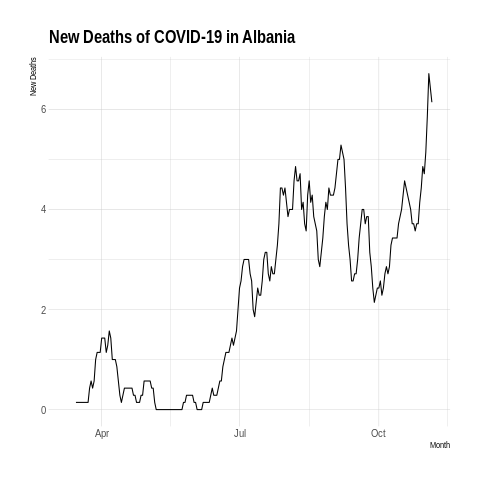 New Deaths of COVID-19 in Albania
New Deaths
6
4
2
0
Apr
Jul
Oct
Month